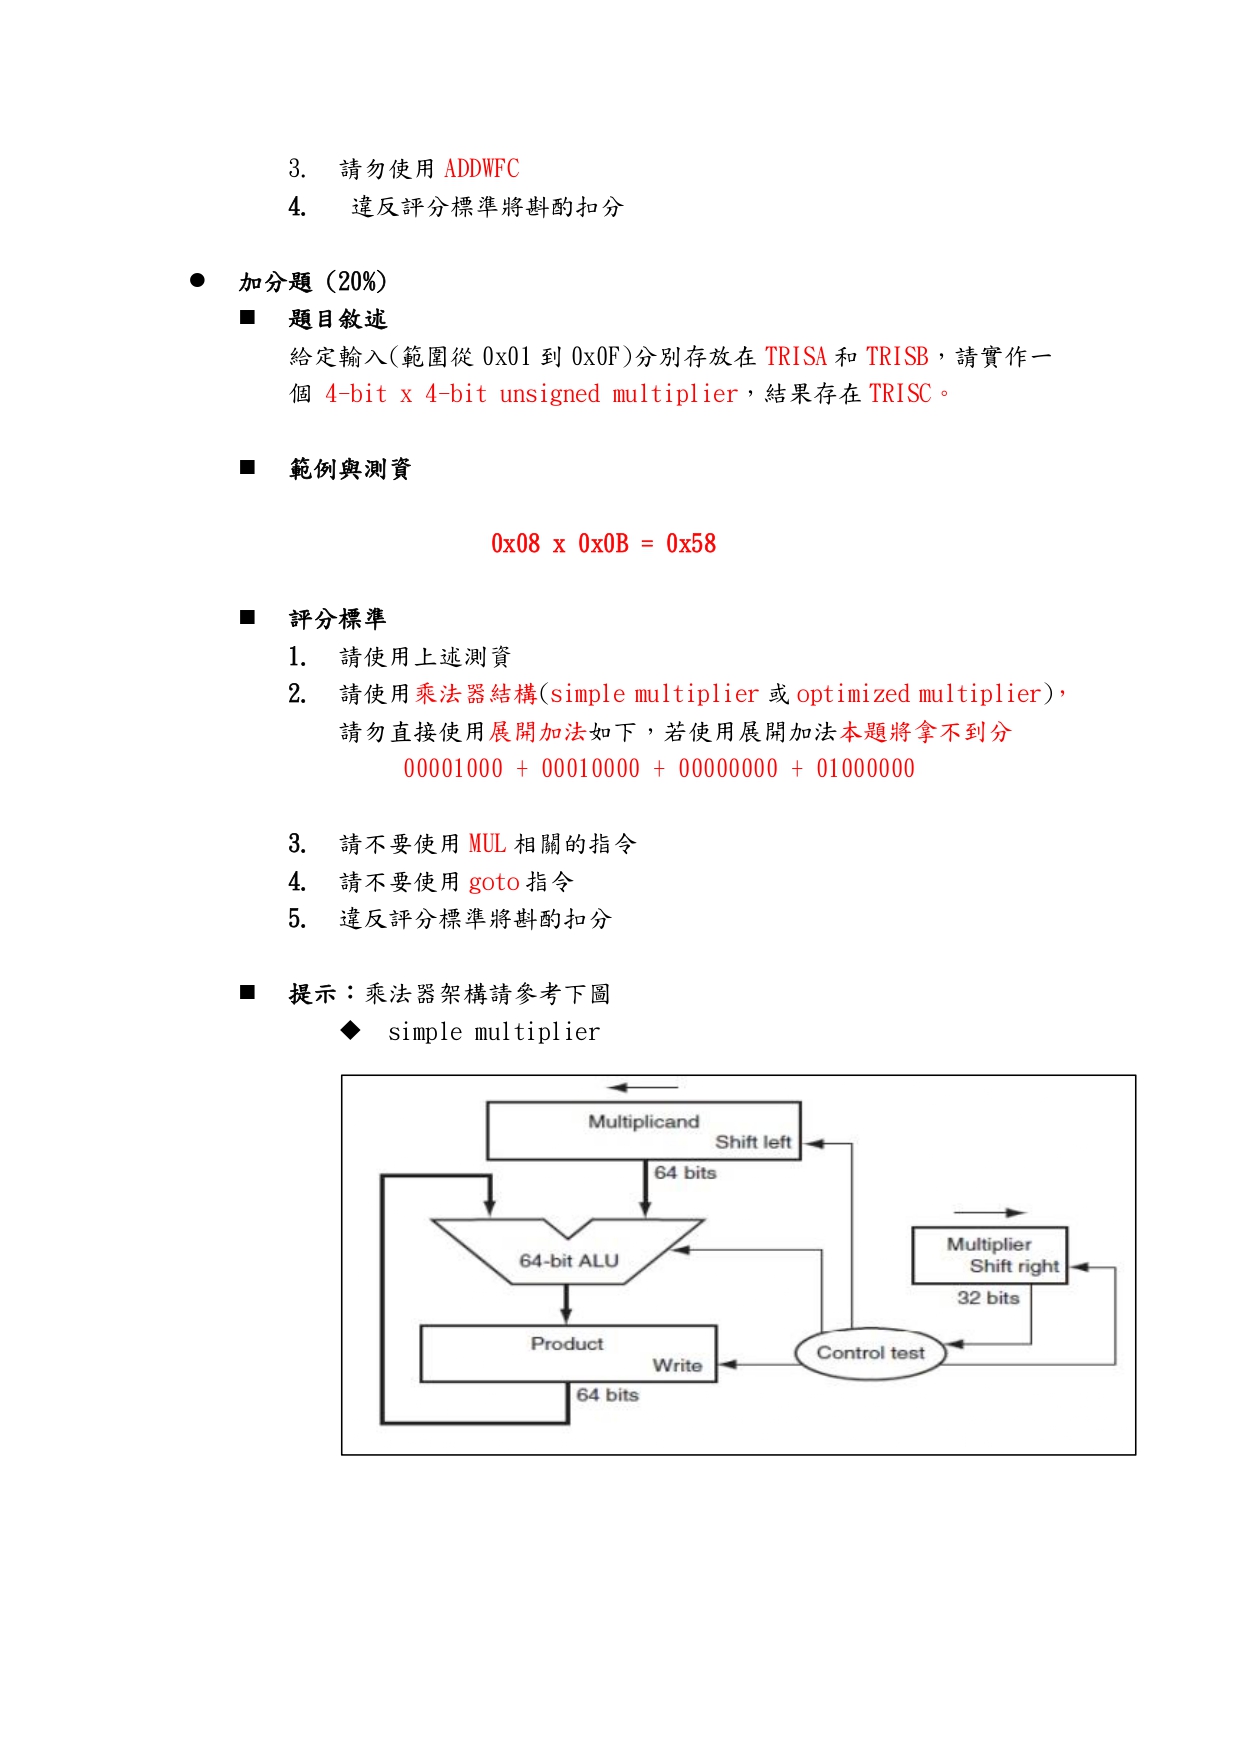 3. 請勿使用 ADDWFC
4. 違反評分標準將斟酌扣分
● 加分題 (20%)
■ 題目敘述
給定輸入(範圍從 0x01 到 0x0F)分別存放在 TRISA 和 TRISB，請實作一
個 4-bit x 4-bit unsigned multiplier，結果存在 TRISC。
■ 範例與測資
0x08 x 0x0B = 0x58
■ 評分標準
1. 請使用上述測資
2. 請使用乘法器結構(simple multiplier 或 optimized multiplier)，
請勿直接使用展開加法如下，若使用展開加法本題將拿不到分
00001000 + 00010000 + 00000000 + 01000000
3. 請不要使用 MUL 相關的指令
4. 請不要使用 goto 指令
5. 違反評分標準將斟酌扣分
■ 提示：乘法器架構請參考下圖
◆ simple multiplier
Multiplicand
Shift left
64 bits
64-bit ALU
Multiplier
Shift right
32 bits
Product
Write
Control test
64 bits